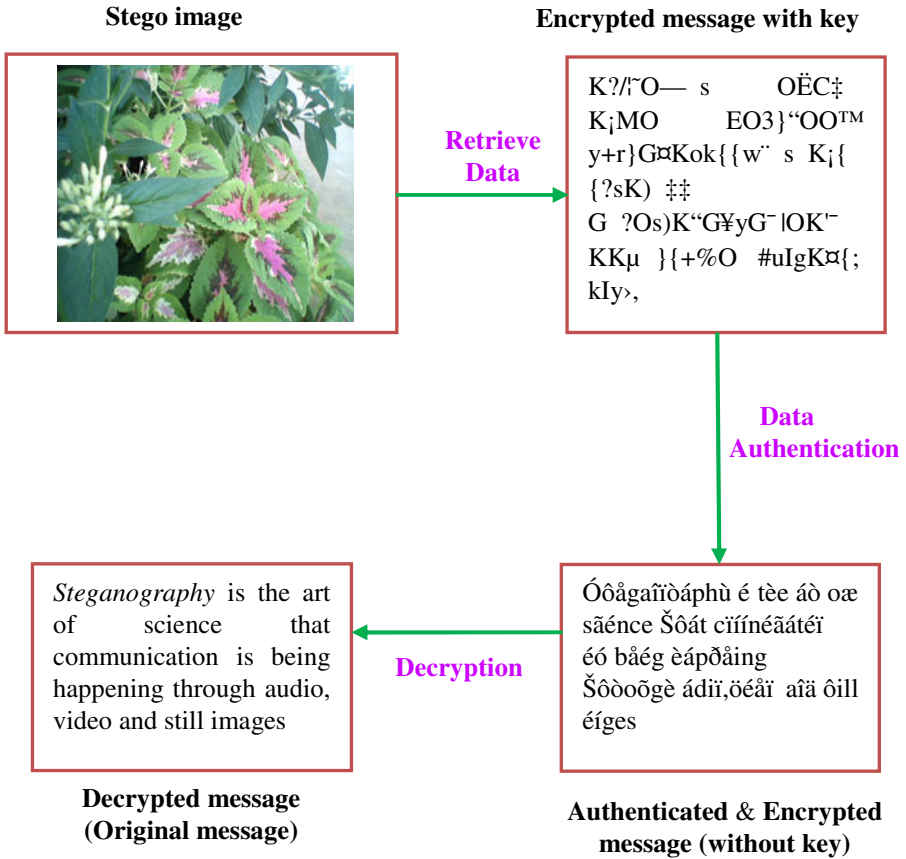 Stego image
Encrypted message with key
K?/¦˜O— s OËC‡
K¡MO EO3}“OO™
y+r}G¤Kok{{w¨ s K¡{
{?sK) ‡‡
G ?Os)K“G¥yG¯ |OK'¯
KKµ }{+%O #uIgK¤{;
kIy›,
Retrieve
Data
Data
Authentication
Steganography is the art
of science that
communication is being
happening through audio,
video and still images
Decryption
Óôågaîïòáphù é tèe áò oæ
sãénce Šôát cïíínéãátéï
éó båég èápðåing
Šôòoõgè ádiï,öéåï aîä ôill
éíges
Decrypted message
(Original message)
Authenticated & Encrypted
message (without key)